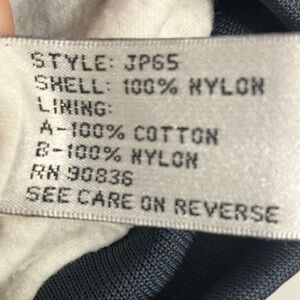 STYLE: JP65
SHELL: 100% NYLON
LINING:
A-100% COTTON
B-100% NYLON
RN 90836
SEE CARE ON REVERSE